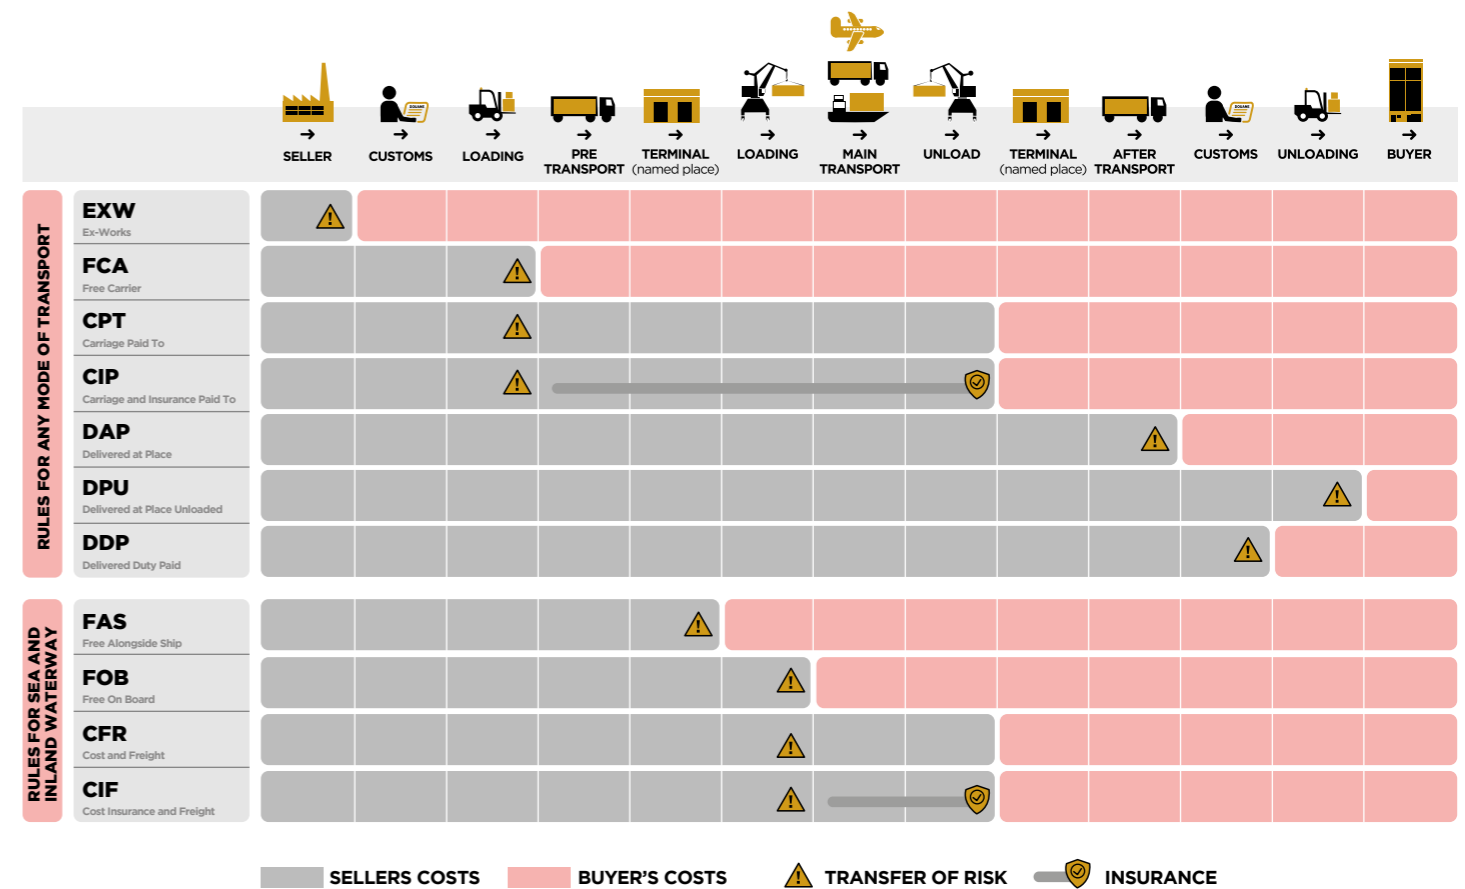 SELLER
CUSTOMS
LOADING
PRE
TRANSPORT
TERMINAL
(named place)
LOADING
MAIN
TRANSPORT
UNLOAD
TERMINAL
(named place)
AFTER
TRANSPORT
CUSTOMS
UNLOADING
BUYER
RULES FOR ANY MODE OF TRANSPORT
EXW
Ex-Works
FCA
Free Carrier
CPT
Carriage Paid To
CIP
Carriage and Insurance Paid To
DAP
Delivered at Place
DPU
Delivered at Place Unloaded
DDP
Delivered Duty Paid
RULES FOR SEA AND
INLAND WATERWAY
FAS
Free Alongside Ship
FOB
Free On Board
CFR
Cost and Freight
CIF
Cost Insurance and Freight
SELLERS COSTS
BUYER'S COSTS
TRANSFER OF RISK
INSURANCE